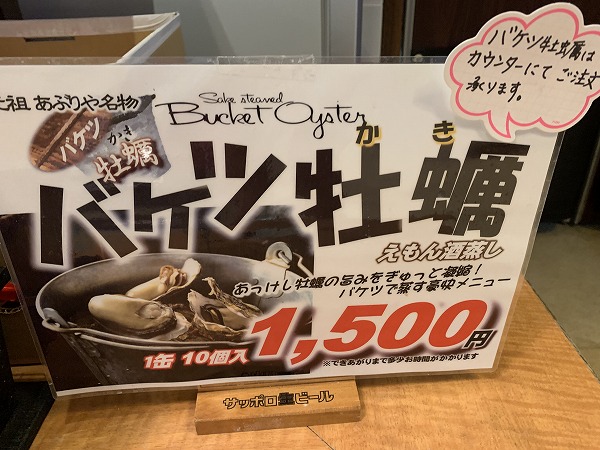 バケツ牡蠣は
カウンターにてご注文
承ります。
元祖 あぶりや名物
Sake steamed
Bucket Oyster
バケツ
かき
牡蠣
がき
バケツ牡蠣
えもん酒蒸し
あっけし牡蠣の旨みをぎゅっと凝縮!
バケツで蒸す豪快メニュー
1缶 10個入 1,500円
※できあがりまで多少お時間がかかります
サッポロ生ビール